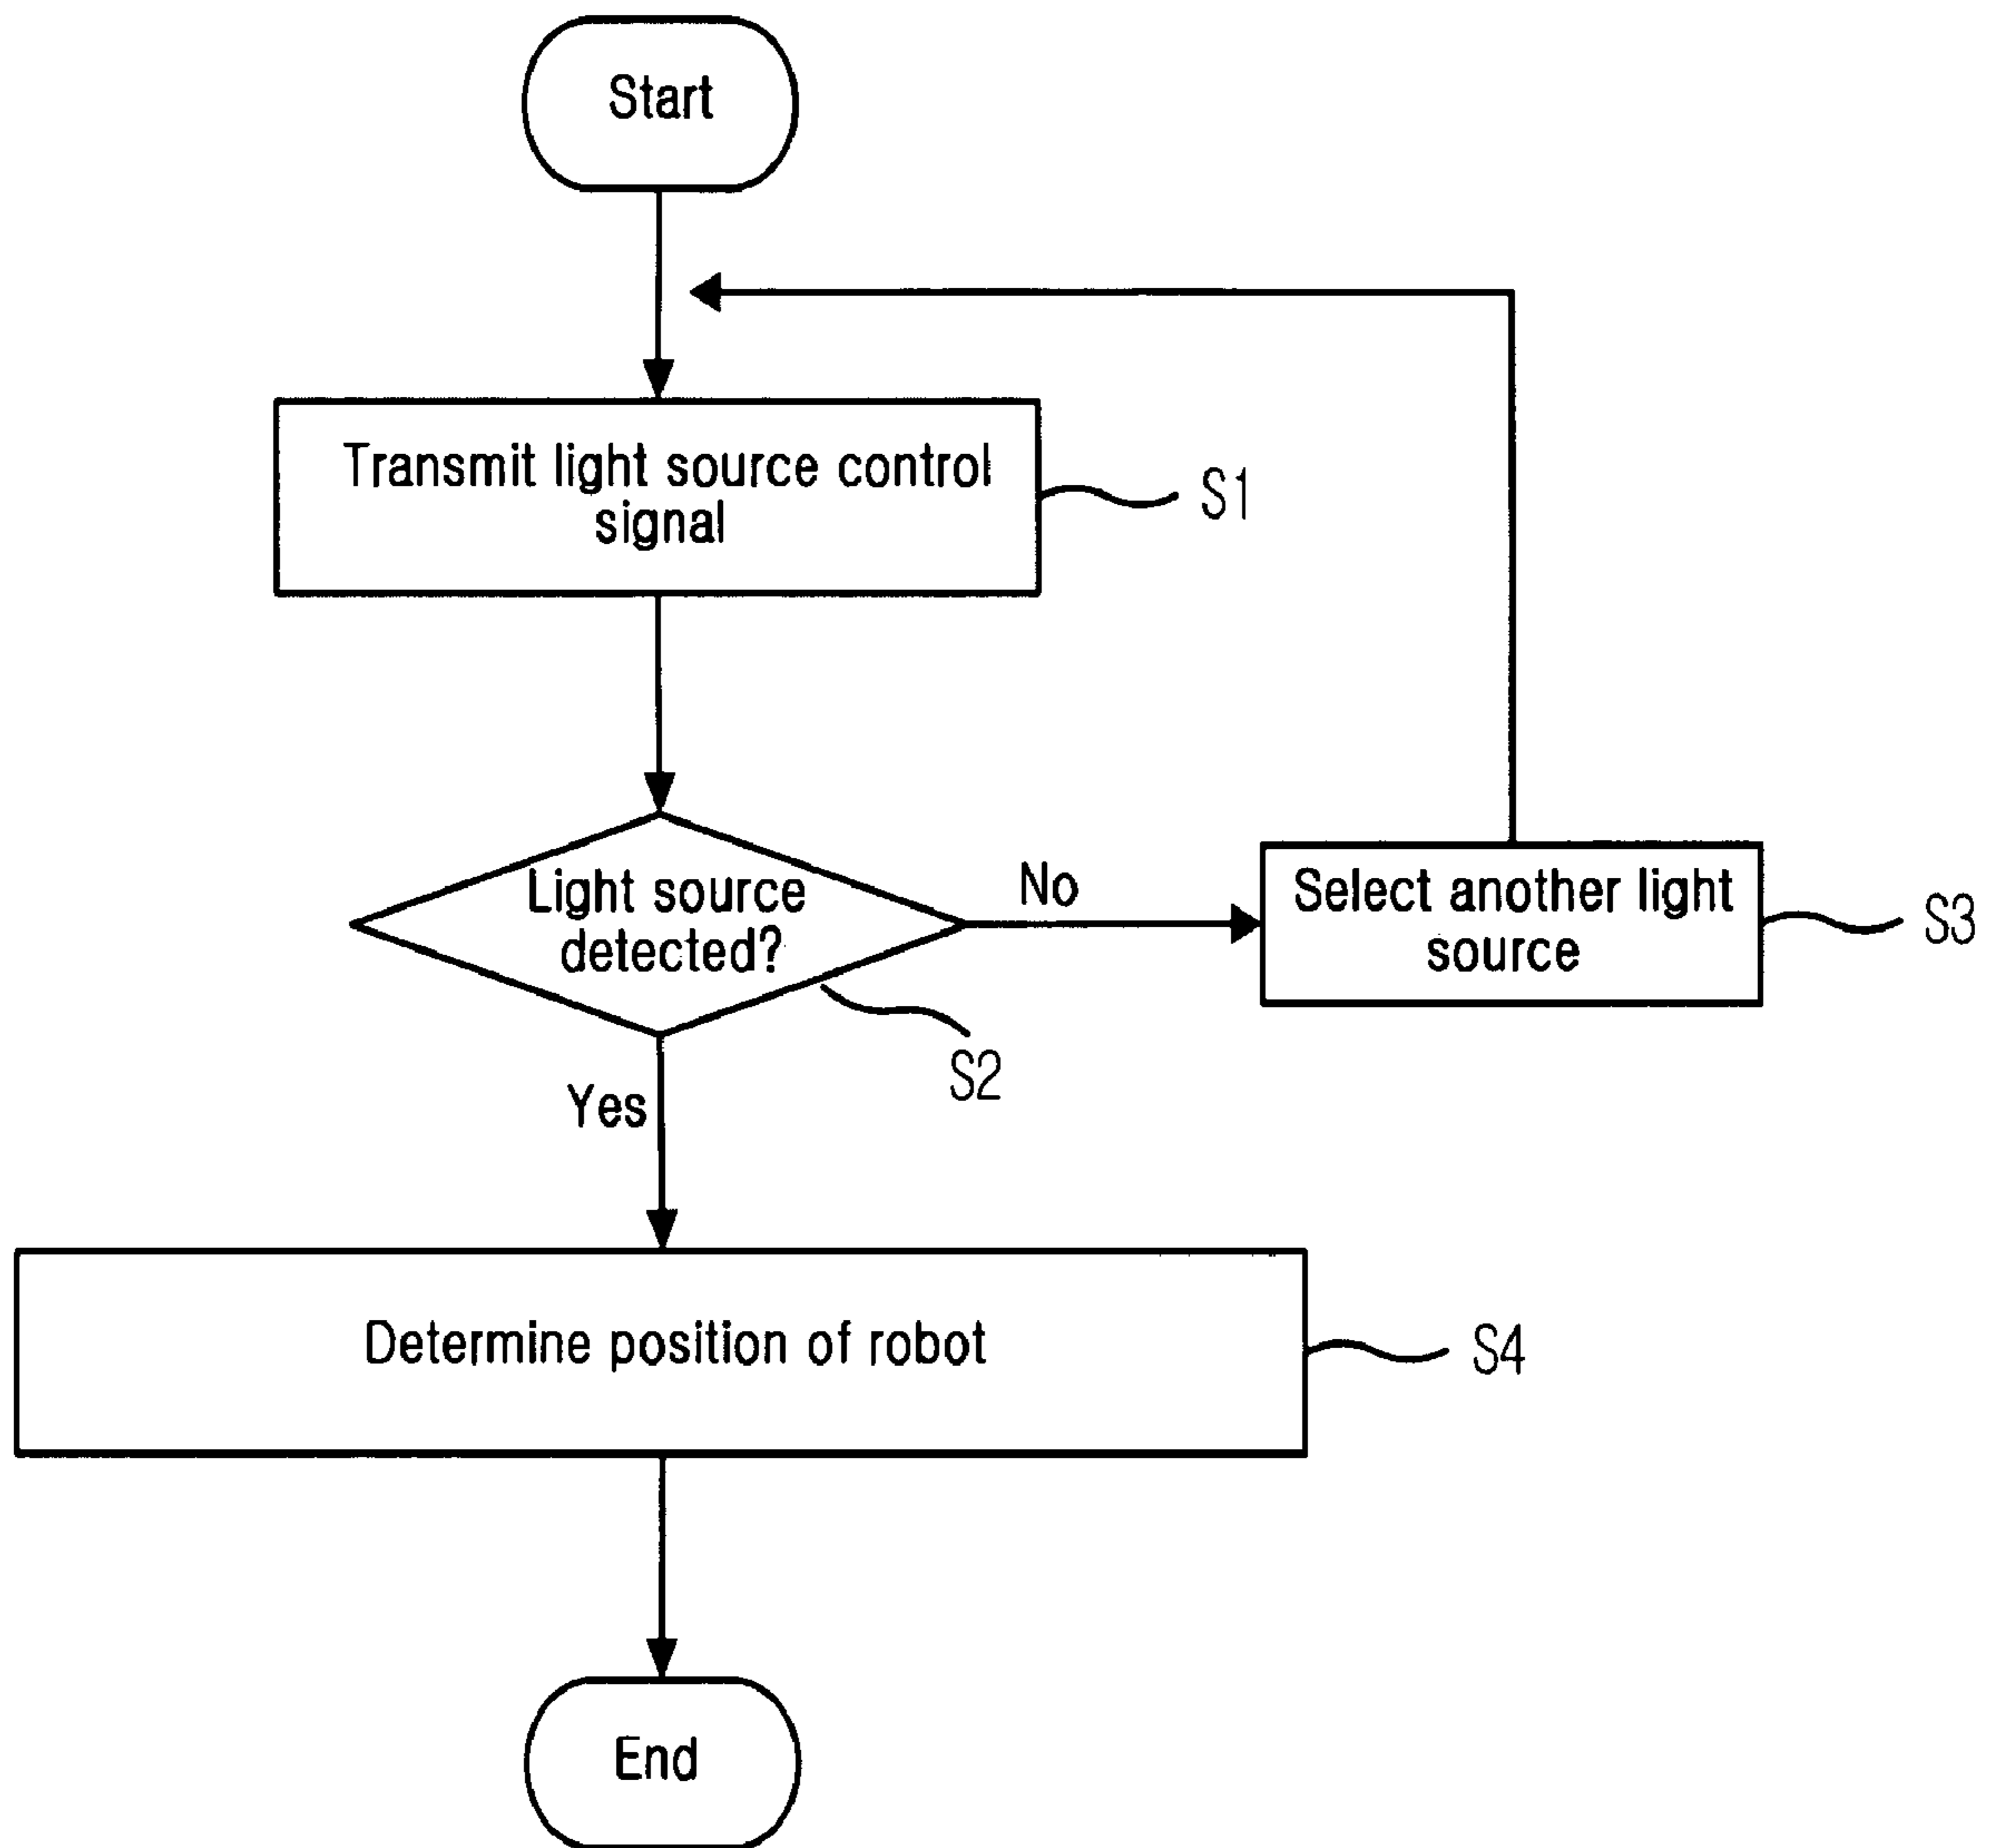 Start
Transmit light source control
signal
S1
Light source
detected?
No
Select another light
source
S3
S2
Yes
Determine position of robot
S4
End